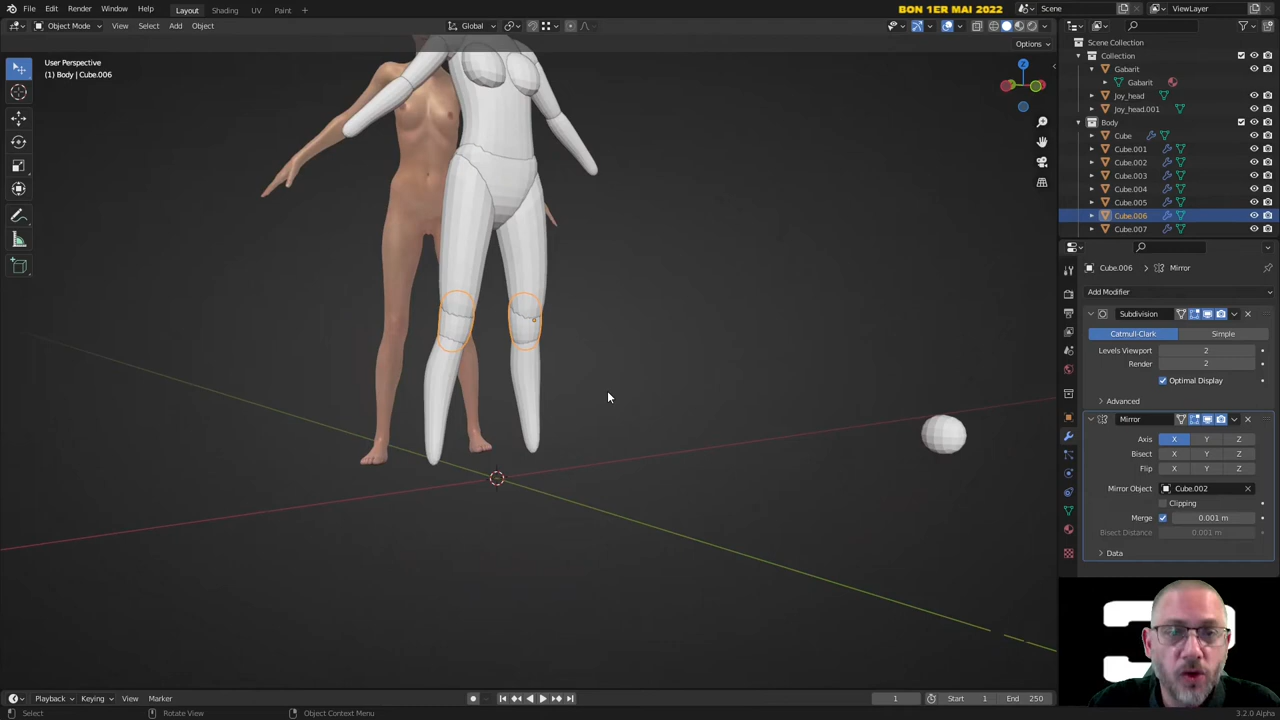 File Edit Render Window Help Layout Shading UV Paint + BON 1ER MAI 2022 Scene ViewLayer
Object Mode View Select Add Object Global
Options
User Perspective
(1) Body | Cube.006
Z
Scene Collection
Collection
Gabarit
Gabarit
Joy_head
Joy_head.001
Body
Cube
Cube.001
Cube.002
Cube.003
Cube.004
Cube.005
Cube.006
Cube.007
Cube.006 > Mirror
Add Modifier
Subdivision
Catmull-Clark Simple
Levels Viewport 2
Render 2
Optimal Display
Advanced
Mirror
Axis X Y Z
Bisect X Y Z
Flip X Y Z
Mirror Object Cube.002
Clipping
Merge 0.001 m
Bisect Distance 0.001 m
Data
Playback Keying View Marker 1 Start 1 End 250
Select Rotate View Object Context Menu 3.2.0 Alpha